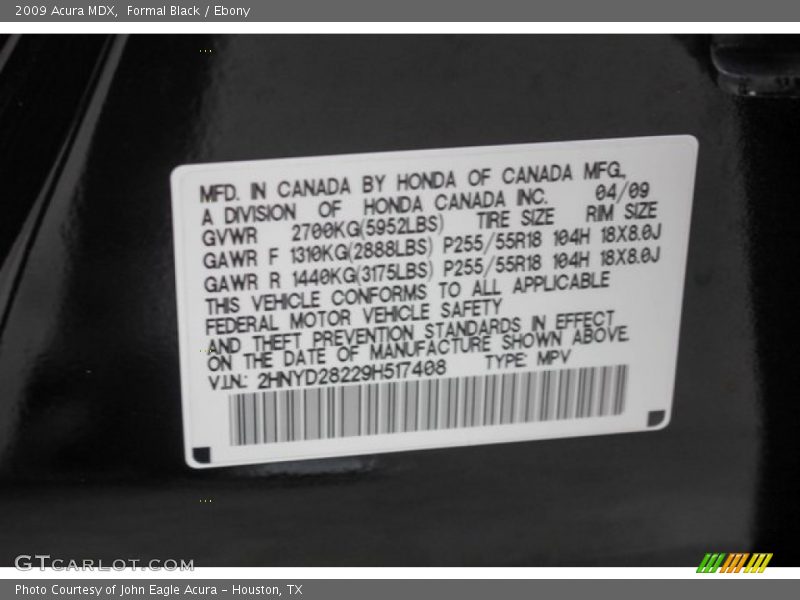 2009 Acura MDX,  Formal Black / Ebony
MFD. IN CANADA BY HONDA OF CANADA MFG.,
A DIVISION OF HONDA CANADA INC. 04/09
GVWR 2700KG(5952LBS) TIRE SIZE RIM SIZE
GAWR F 1310KG(2888LBS) P255/55R18 104H 18X8.0J
GAWR R 1440KG(3175LBS) P255/55R18 104H 18X8.0J
THIS VEHICLE CONFORMS TO ALL APPLICABLE
FEDERAL MOTOR VEHICLE SAFETY
AND THEFT PREVENTION STANDARDS IN EFFECT
ON THE DATE OF MANUFACTURE SHOWN ABOVE.
V.I.N.: 2HNYD28229H517408 TYPE: MPV
GTCARLOT.COM
Photo Courtesy of John Eagle Acura - Houston, TX